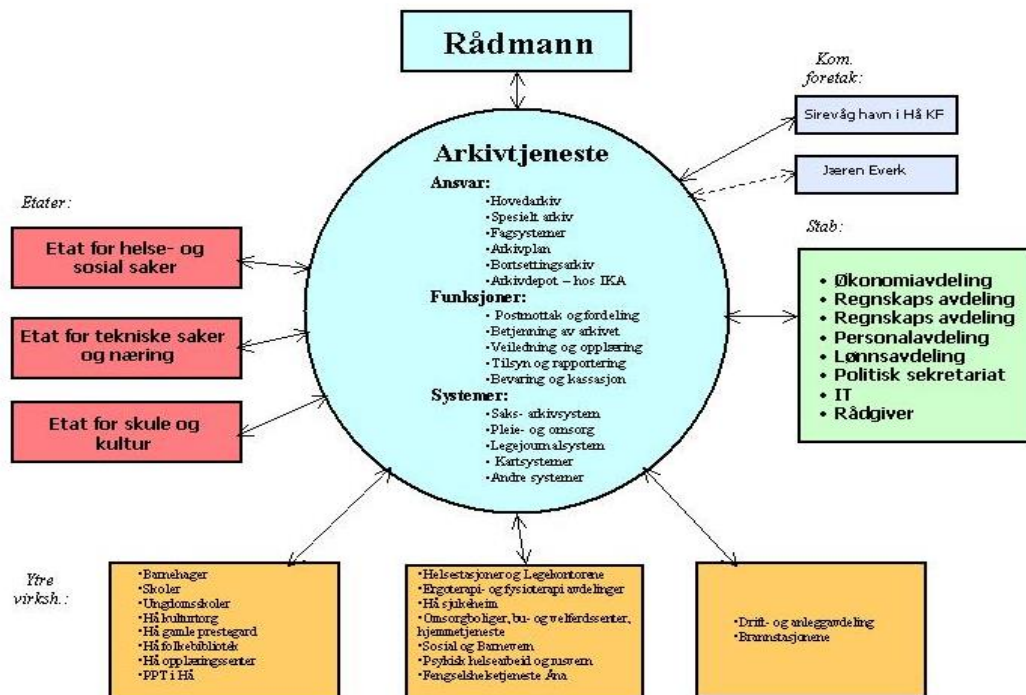 Rådmann
Kom.
foretak:
Sirevåg havn i Hå KF
Jæren Everk
Arkivtjeneste
Ansvar:
•Hovedarkiv
•Spesielt arkiv
•Fagsystemer
•Arkivplan
•Bortsettingsarkiv
•Arkivdepot – hos IKA
Funksjoner:
• Postmottak og fordeling
•Betjenning av arkivet
•Veiledning og opplæring
•Tilsyn og rapportering
•Bevaring og kassasjon
Systemer:
•Saks- arkivsystem
•Pleie- og omsorg
•Legejournalsystem
• Kartsystemer
•Andre systemer
Etater:
Etat for helse- og
sosial saker
Etat for tekniske saker
og næring
Etat for skule og
kultur
Stab:
• Økonomiavdeling
• Regnskaps avdeling
• Regnskaps avdeling
• Personalavdeling
• Lønnsavdeling
• Politisk sekretariat
• IT
• Rådgiver
Ytre
virksh.:
•Barnehager
•Skoler
•Ungdomsskoler
•Hå kulturtorg
•Hå gamle prestegard
•Hå folkebibliotek
•Hå opplæringssenter
•PPT i Hå
•Helsestasjoner og Legekontorene
•Ergoterapi- og fysioterapi avdelinger
•Hå sjukeheim
•Omsorgboliger, bu- og velferdssenter,
hjemmetjeneste
•Sosial og Barnevern
•Psykisk helsearbeid og rusvern
•Fengselshelsetjeneste Åna
•Drift- og anleggavdeling
•Brannstasjonene